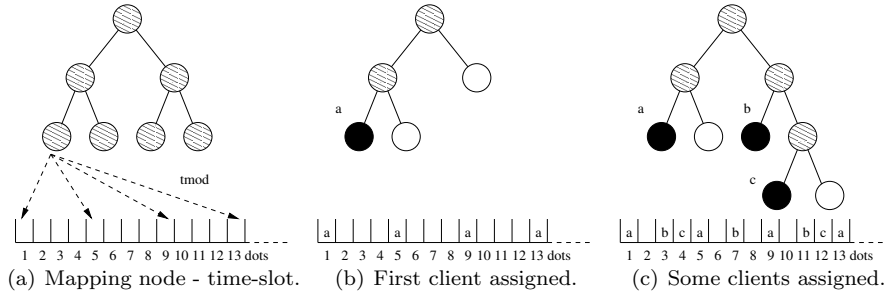 a
a
b
c
tmod
a a a a
a b c a b a b c a
1 2 3 4 5 6 7 8 9 10 11 12 13 dots
1 2 3 4 5 6 7 8 9 10 11 12 13 dots
1 2 3 4 5 6 7 8 9 10 11 12 13 dots
(a) Mapping node - time-slot.
(b) First client assigned.
(c) Some clients assigned.